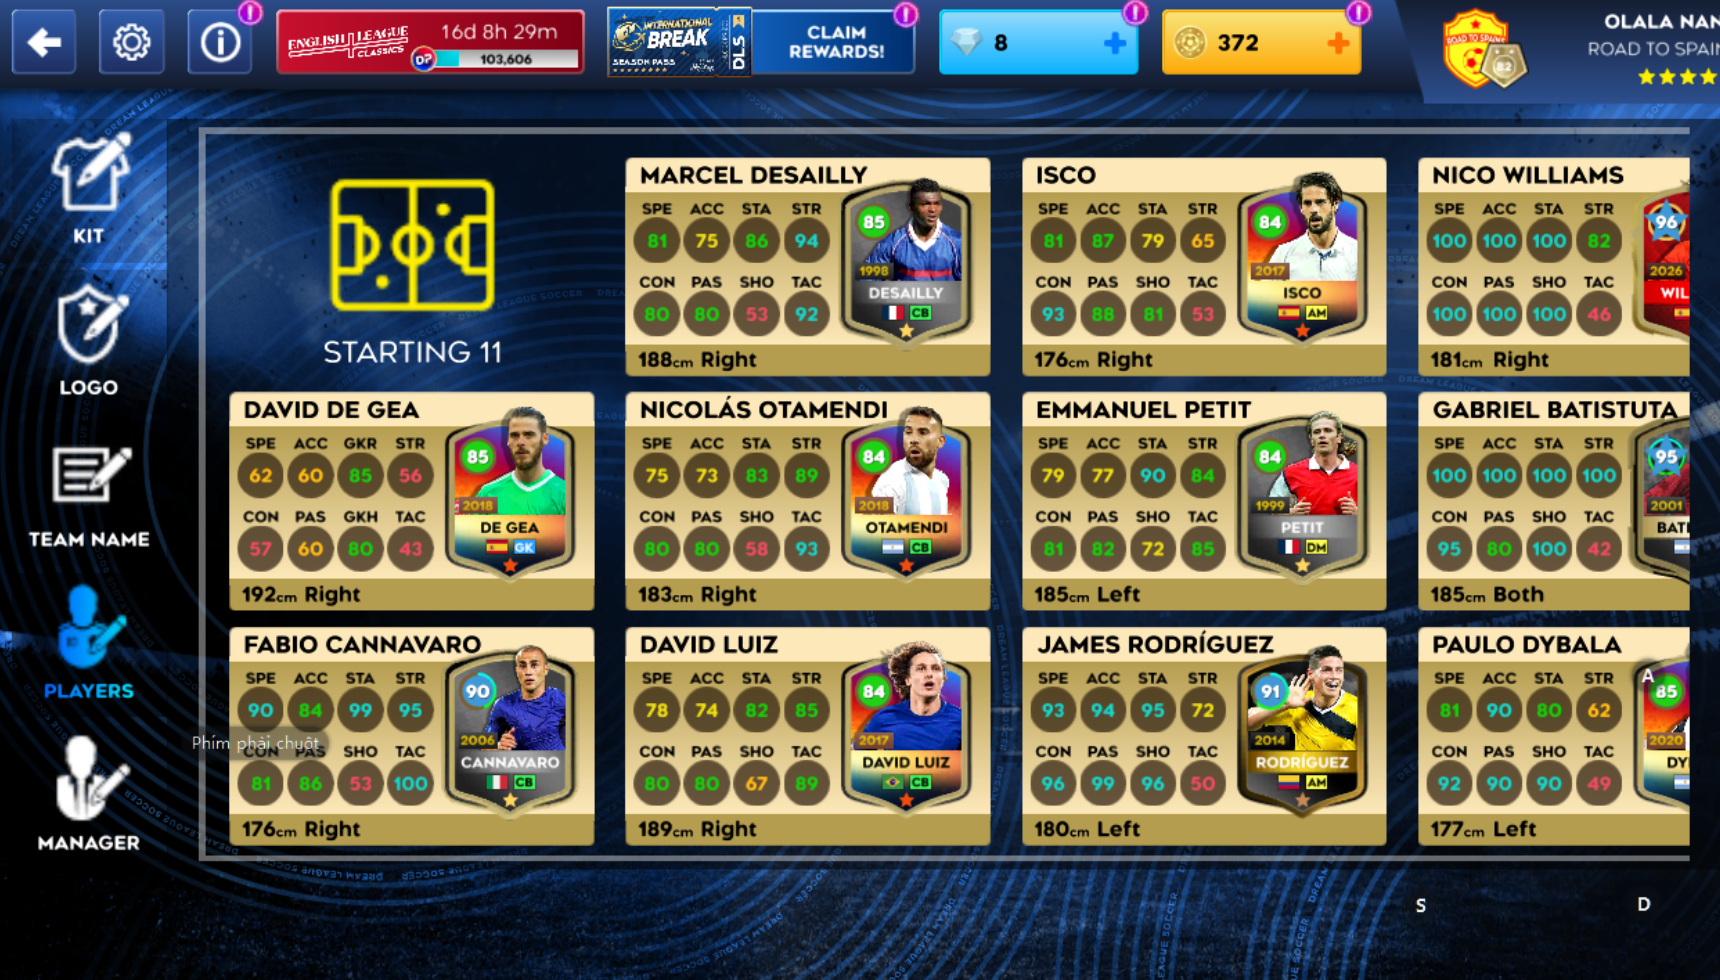 ENGLISH LEAGUE
CLASSICS
16d 8h 29m
DP
103,606
INTERNATIONAL
BREAK
SEASON PASS
DLS
CLAIM
REWARDS!
8
372
ROAD TO SPAIN
82
OLALA NAN
ROAD TO SPAIN
KIT
LOGO
TEAM NAME
PLAYERS
MANAGER
STARTING 11
MARCEL DESAILLY
SPE ACC STA STR
81 75 86 94
CON PAS SHO TAC
80 80 53 92
85
1998
DESAILLY
CB
188cm Right
ISCO
SPE ACC STA STR
81 87 79 65
CON PAS SHO TAC
93 88 81 53
84
2017
ISCO
AM
176cm Right
NICO WILLIAMS
SPE ACC STA STR
100 100 100 82
CON PAS SHO TAC
100 100 100 46
96
2026
WIL
181cm Right
DAVID DE GEA
SPE ACC GKR STR
62 60 85 56
CON PAS GKH TAC
57 60 80 43
85
2018
DE GEA
GK
192cm Right
NICOLÁS OTAMENDI
SPE ACC STA STR
75 73 83 89
CON PAS SHO TAC
80 80 58 93
84
2018
OTAMENDI
CB
183cm Right
EMMANUEL PETIT
SPE ACC STA STR
79 77 90 84
CON PAS SHO TAC
81 82 72 85
84
1999
PETIT
DM
185cm Left
GABRIEL BATISTUTA
SPE ACC STA STR
100 100 100 100
CON PAS SHO TAC
95 80 100 42
95
2001
BATI
185cm Both
FABIO CANNAVARO
SPE ACC STA STR
90 84 99 95
Phím phải chuột
CON PAS SHO TAC
81 86 53 100
90
2006
CANNAVARO
CB
176cm Right
DAVID LUIZ
SPE ACC STA STR
78 74 82 85
CON PAS SHO TAC
80 80 67 89
84
2017
DAVID LUIZ
CB
189cm Right
JAMES RODRÍGUEZ
SPE ACC STA STR
93 94 95 72
CON PAS SHO TAC
96 99 96 50
91
2014
RODRÍGUEZ
AM
180cm Left
PAULO DYBALA
SPE ACC STA STR
81 90 80 62
CON PAS SHO TAC
92 90 90 49
A
85
2020
DY
177cm Left
S
D